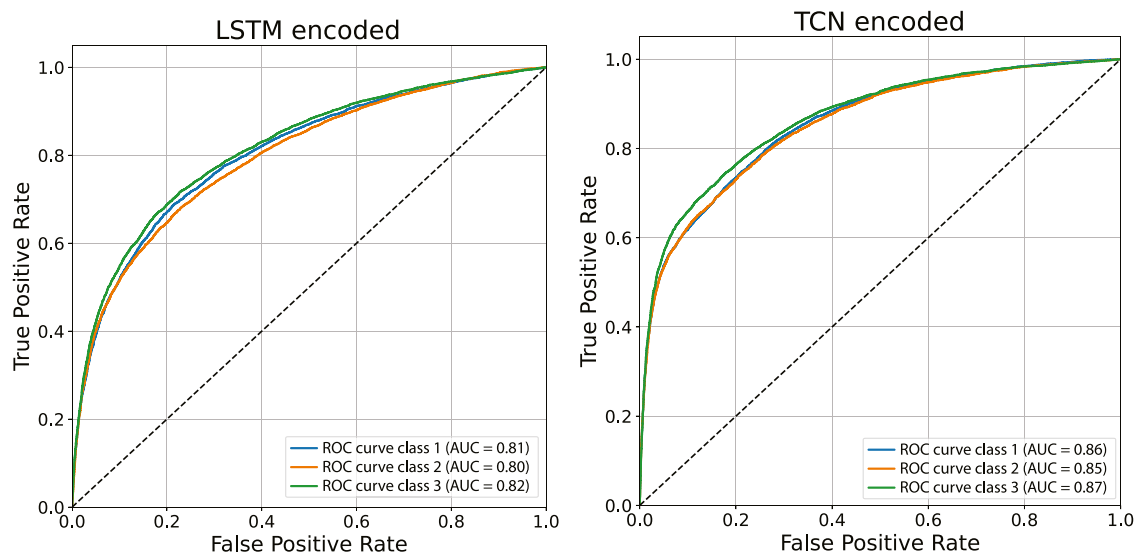 LSTM encoded
True Positive Rate
1.0
0.8
0.6
0.4
0.2
0.0
ROC curve class 1 (AUC = 0.81)
ROC curve class 2 (AUC = 0.80)
ROC curve class 3 (AUC = 0.82)
0.0 0.2 0.4 0.6 0.8 1.0
False Positive Rate
TCN encoded
True Positive Rate
1.0
0.8
0.6
0.4
0.2
0.0
ROC curve class 1 (AUC = 0.86)
ROC curve class 2 (AUC = 0.85)
ROC curve class 3 (AUC = 0.87)
0.0 0.2 0.4 0.6 0.8 1.0
False Positive Rate